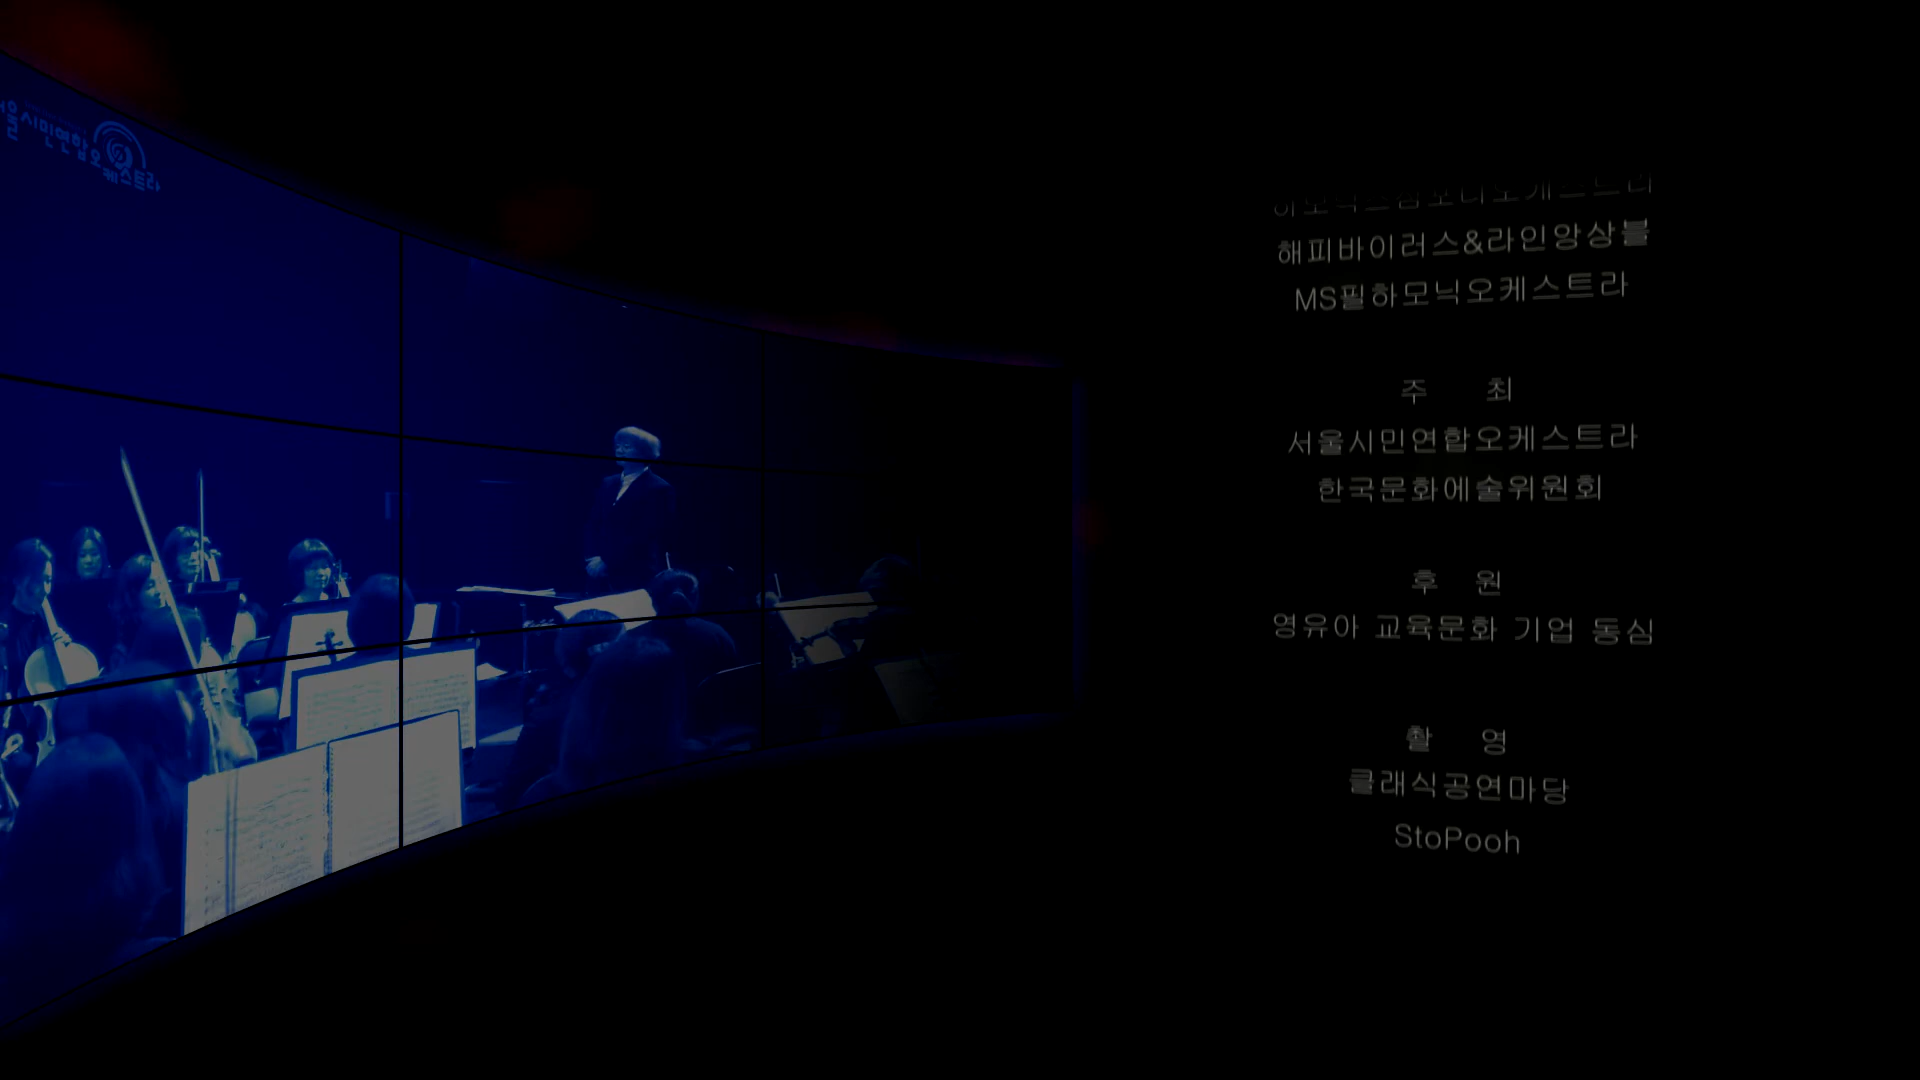 서울시민연합오
케스트라
해피바이러스&라인앙상블
MS필하모닉오케스트라
주 최
서울시민연합오케스트라
한국문화에술위원회
후 원
영유아 교육문화 기업 동심
촬 영
클래식공연마당
StoPooh